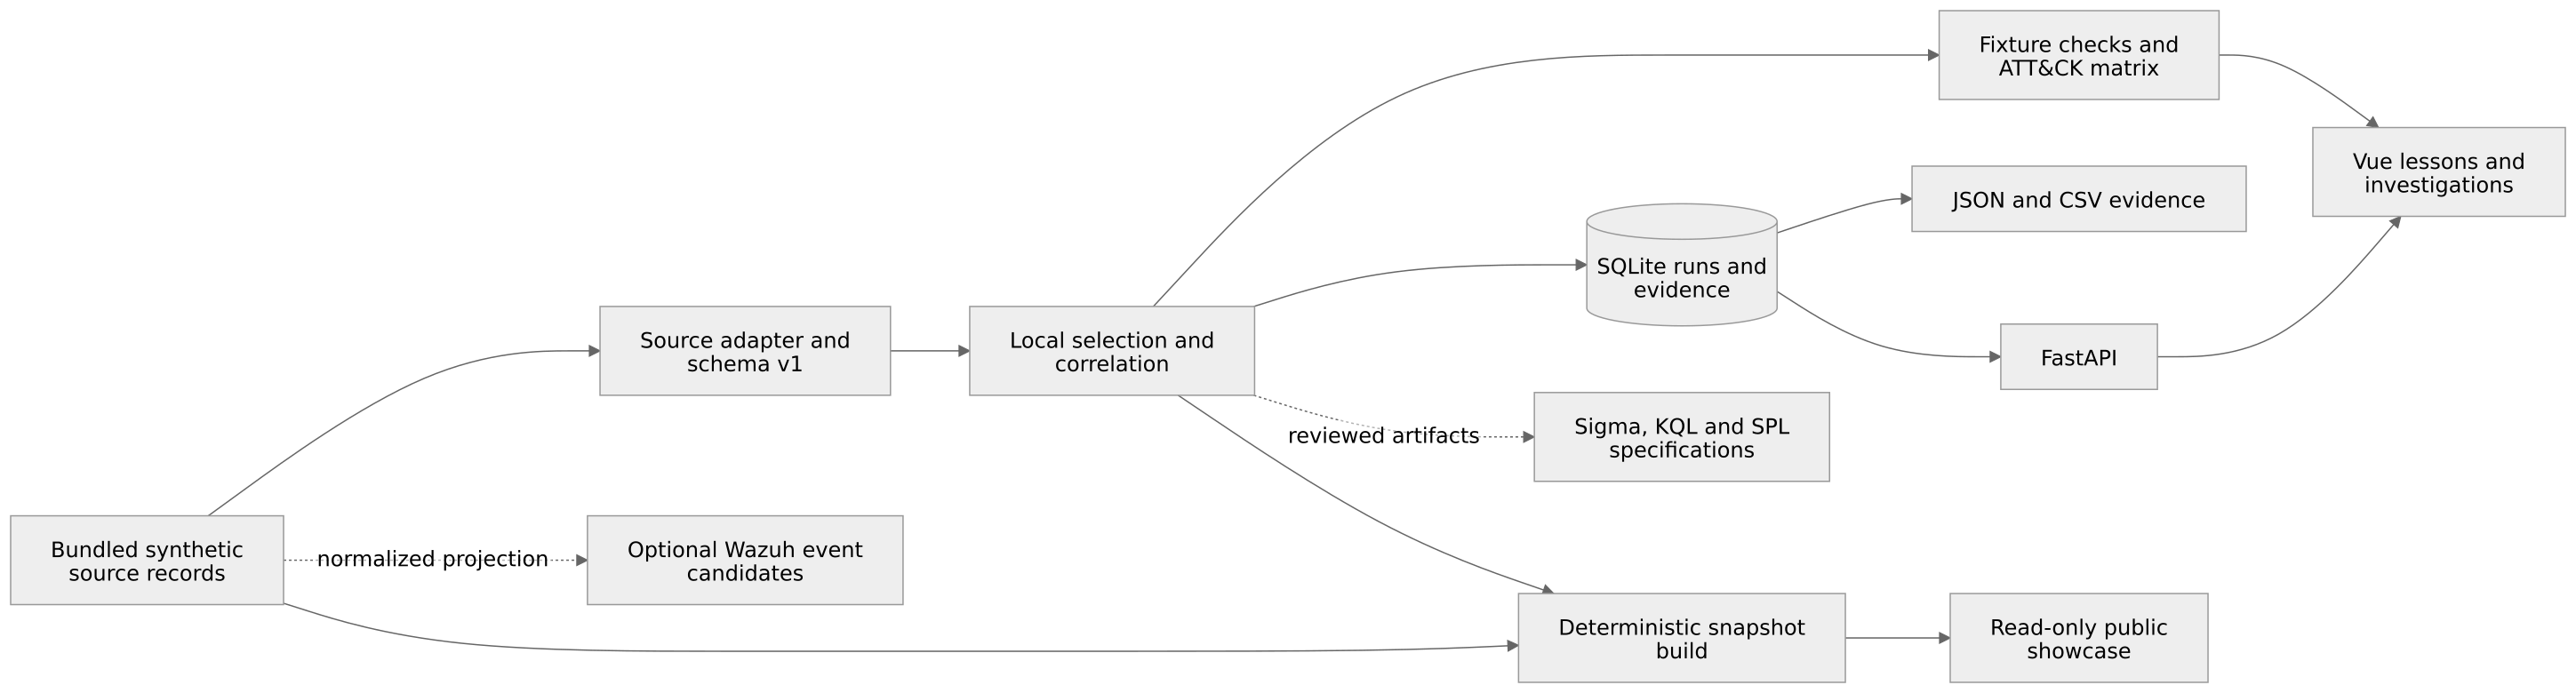 Fixture checks and
ATT&CK matrix
Vue lessons and
investigations
JSON and CSV evidence
SQLite runs and
evidence
Source adapter and
schema v1
Local selection and
correlation
FastAPI
reviewed artifacts
Sigma, KQL and SPL
specifications
Bundled synthetic
source records
normalized projection
Optional Wazuh event
candidates
Deterministic snapshot
build
Read-only public
showcase